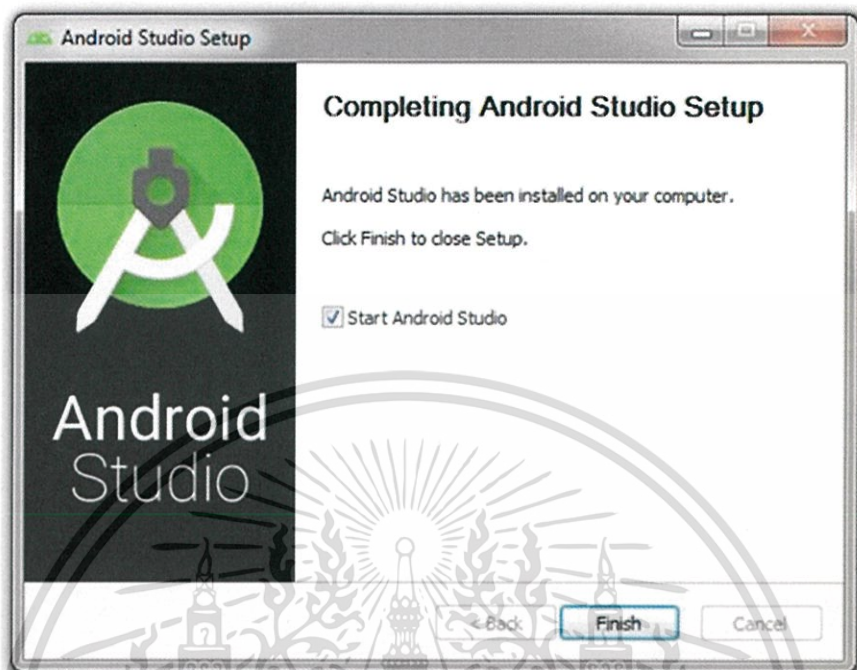 Android Studio Setup
Completing Android Studio Setup
Android Studio has been installed on your computer.
Click Finish to close Setup.
Start Android Studio
Android
Studio
< Back
Finish
Cancel